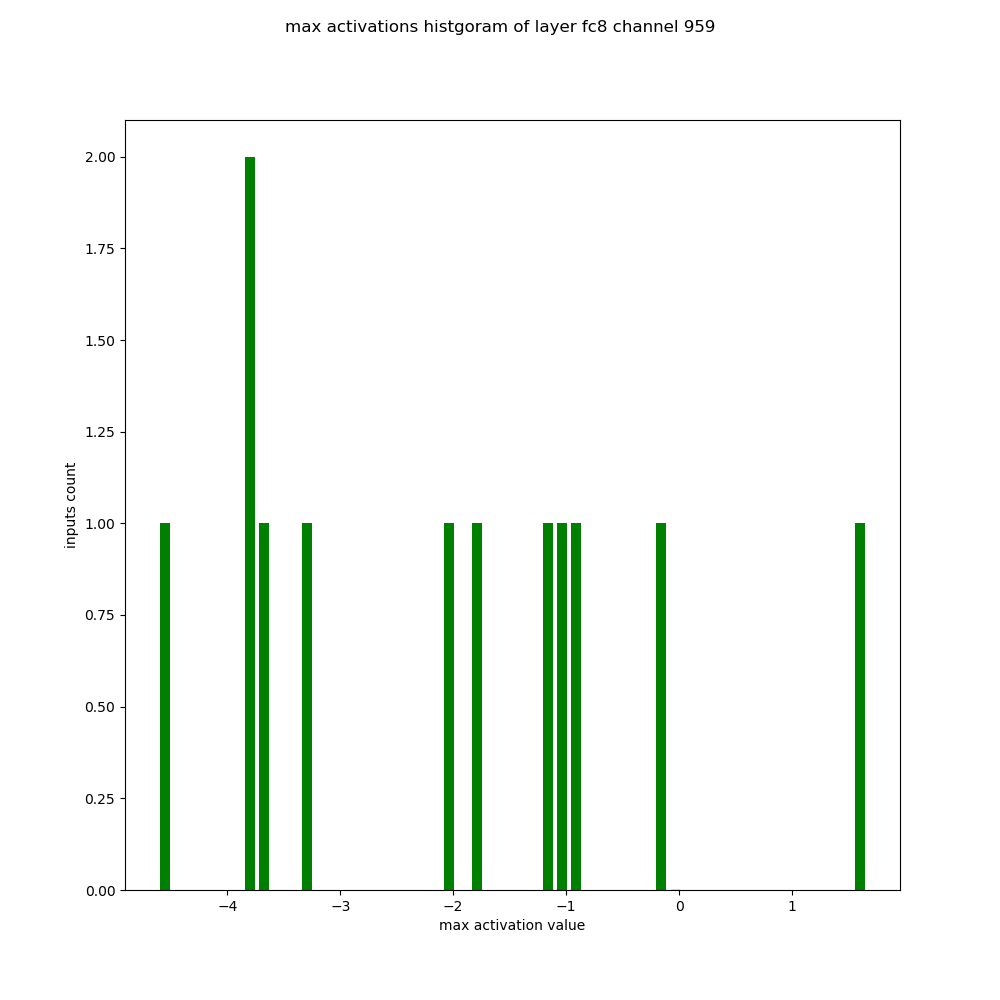 max activations histgoram of layer fc8 channel 959
2.00
1.75
1.50
1.25
1.00
0.75
0.50
0.25
0.00
inputs count
−4 −3 −2 −1 0 1
max activation value